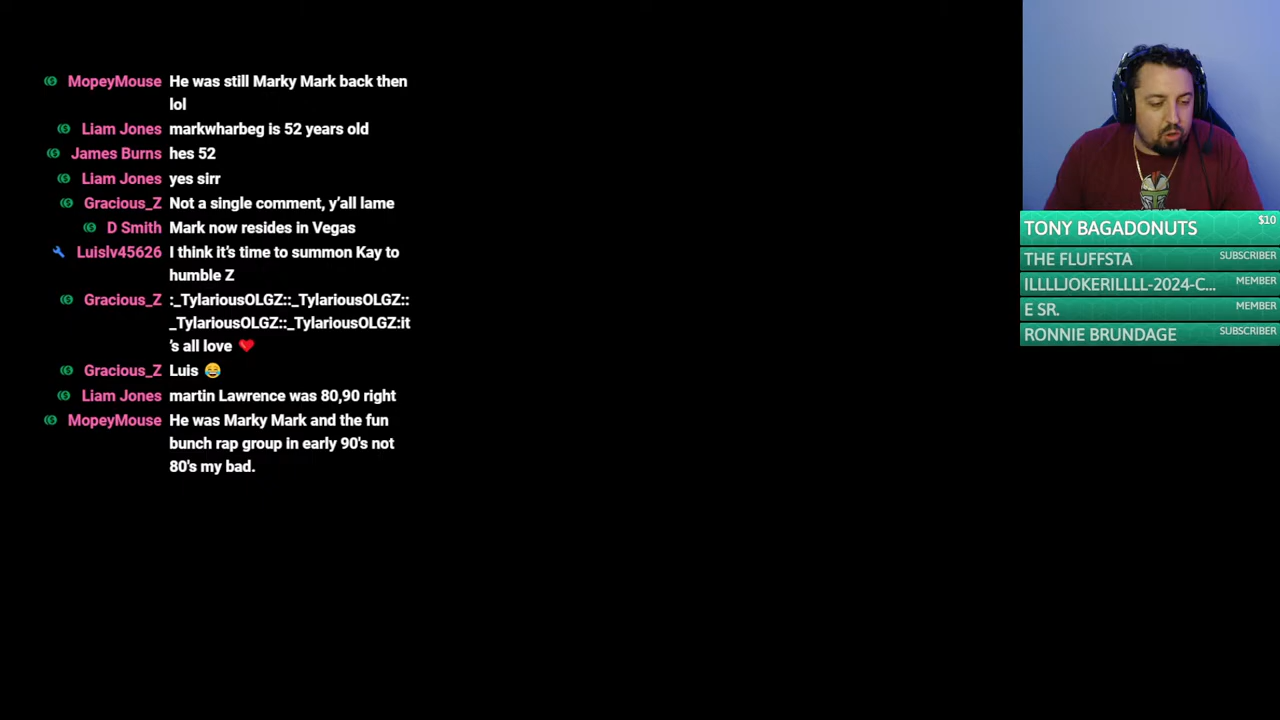 MopeyMouse He was still Marky Mark back then
lol
Liam Jones markwharbeg is 52 years old
James Burns hes 52
Liam Jones yes sirr
Gracious_Z Not a single comment, y'all lame
D Smith Mark now resides in Vegas
Luislv45626 I think it's time to summon Kay to
humble Z
Gracious_Z :_TylariousOLGZ::_TylariousOLGZ::
_TylariousOLGZ::_TylariousOLGZ:it
's all love ❤️
Gracious_Z Luis 😂
Liam Jones martin Lawrence was 80,90 right
MopeyMouse He was Marky Mark and the fun
bunch rap group in early 90's not
80's my bad.
TONY BAGADONUTS $10
THE FLUFFSTA SUBSCRIBER
ILLLLJOKERILLLL-2024-C... MEMBER
E SR. MEMBER
RONNIE BRUNDAGE SUBSCRIBER